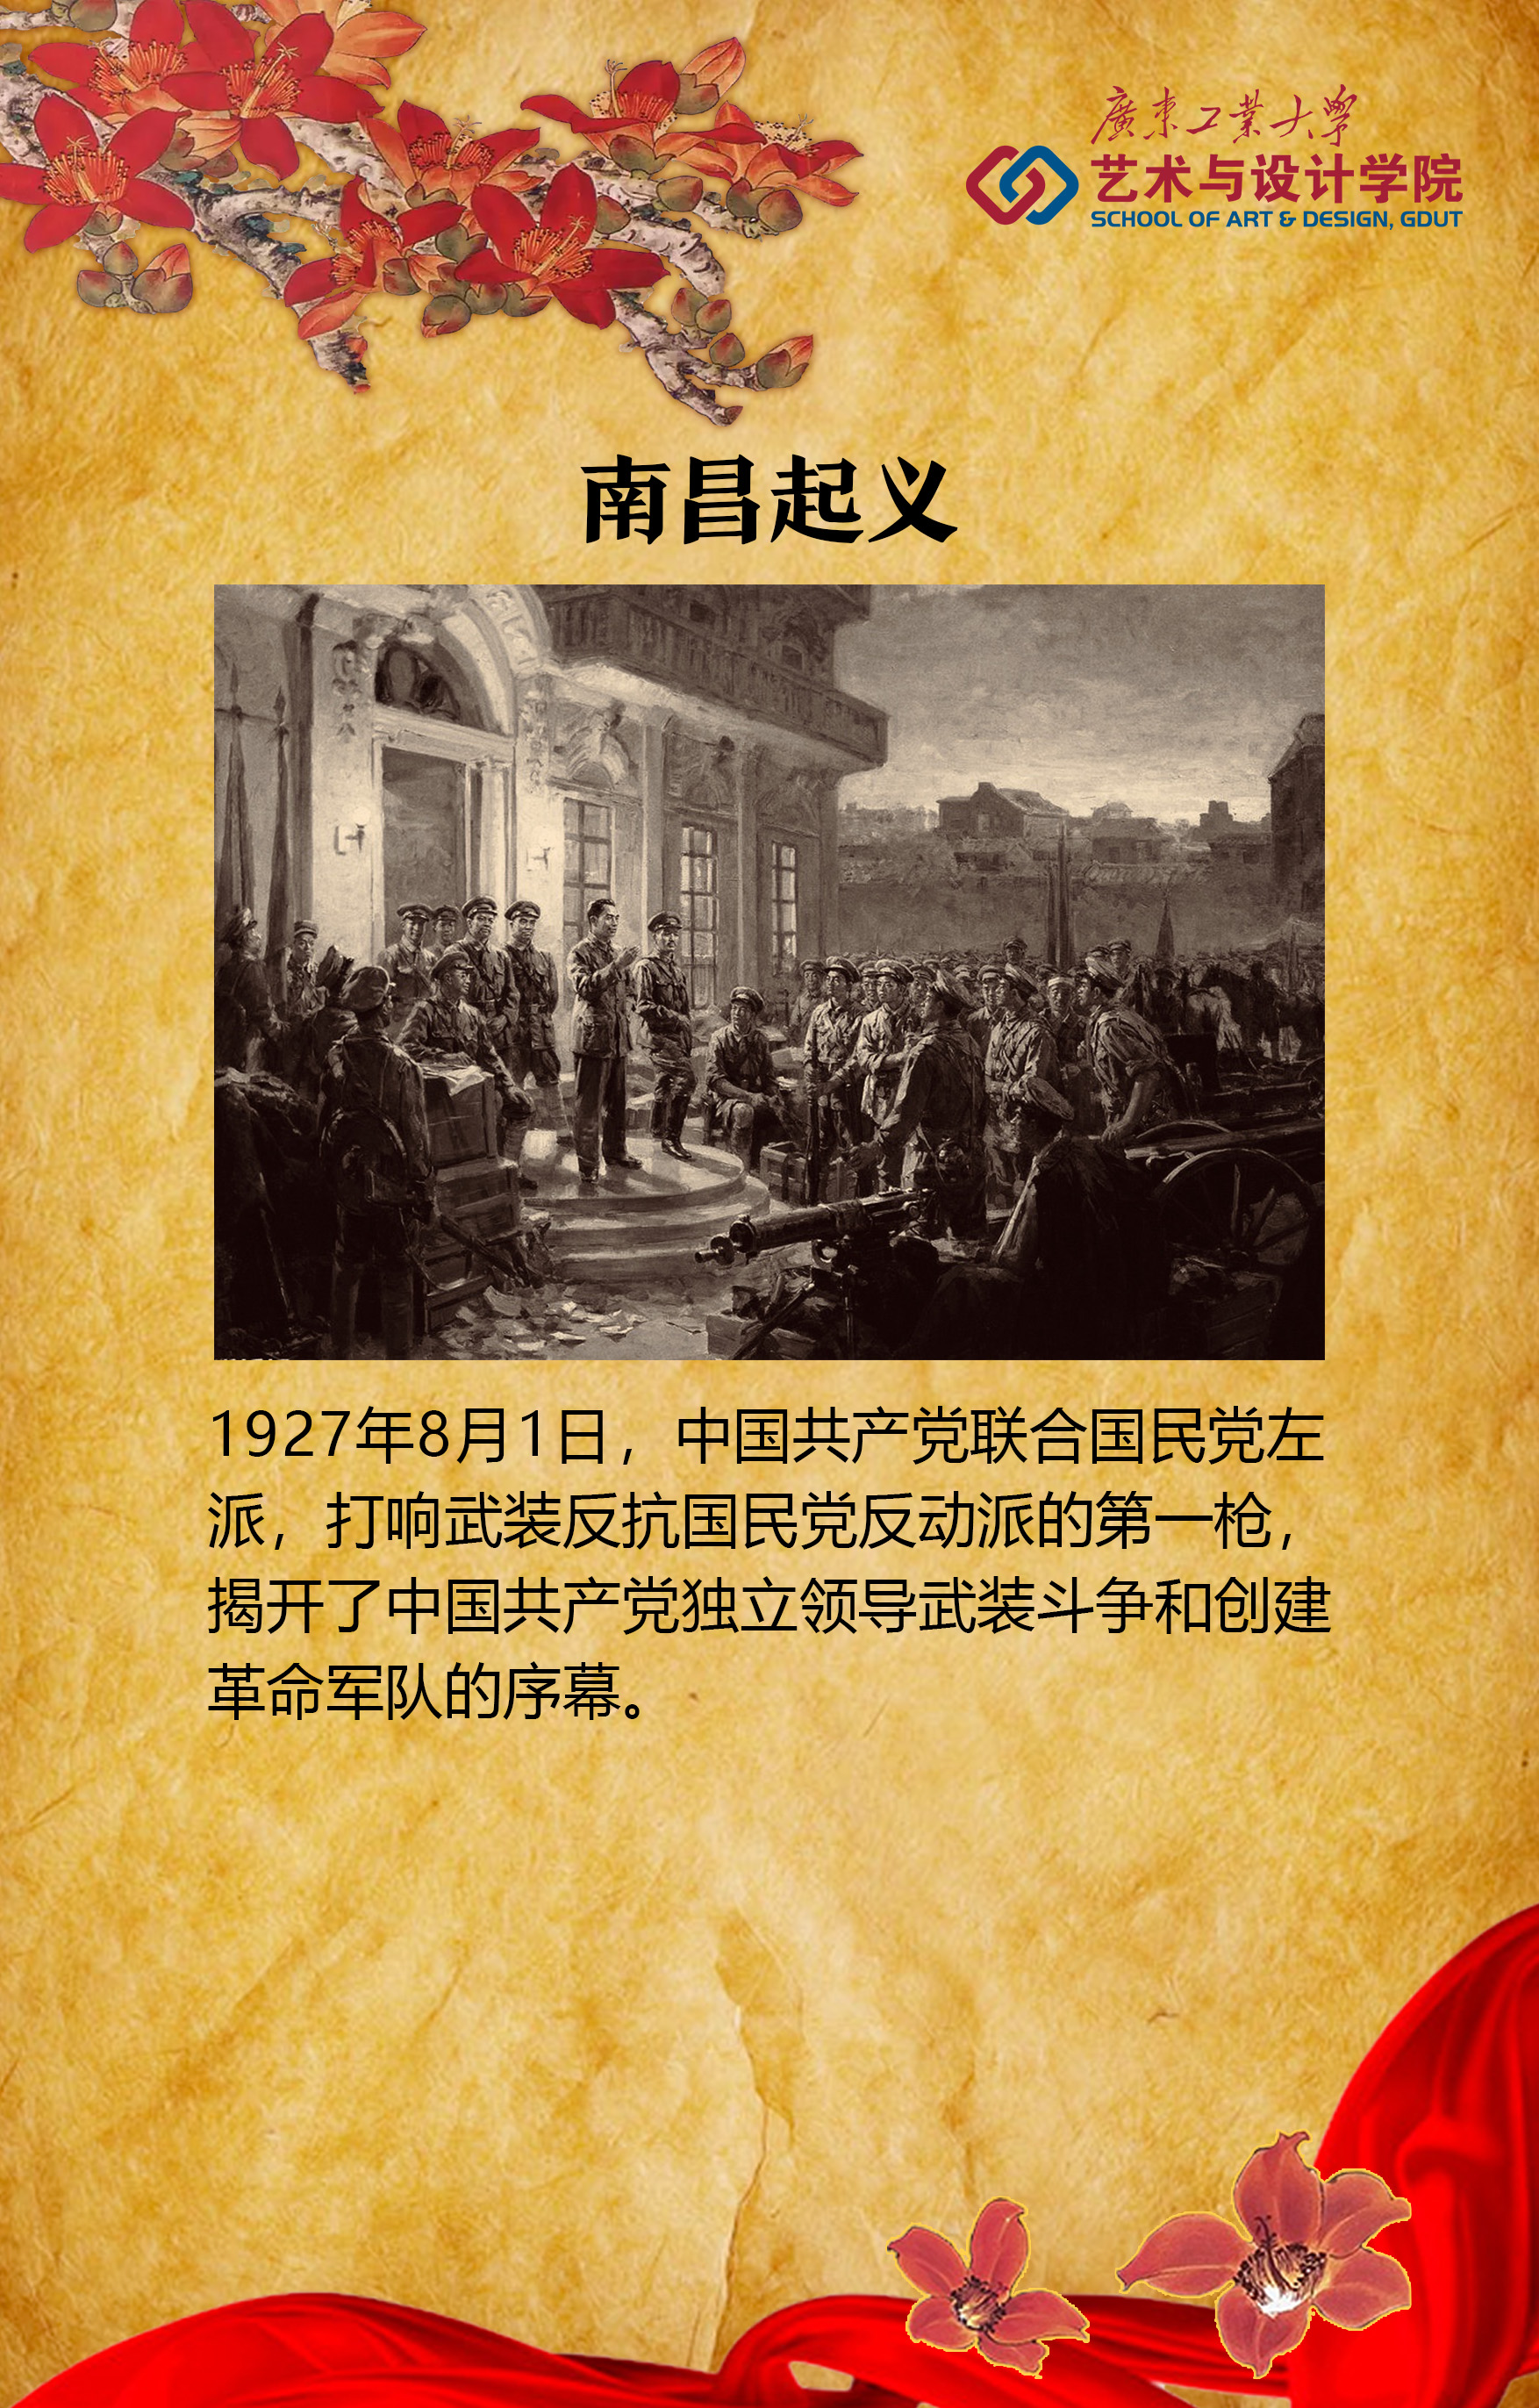 廣東工業大學
艺术与设计学院
SCHOOL OF ART & DESIGN, GDUT
南昌起义
1927年8月1日，中国共产党联合国民党左
派，打响武装反抗国民党反动派的第一枪，
揭开了中国共产党独立领导武装斗争和创建
革命军队的序幕。